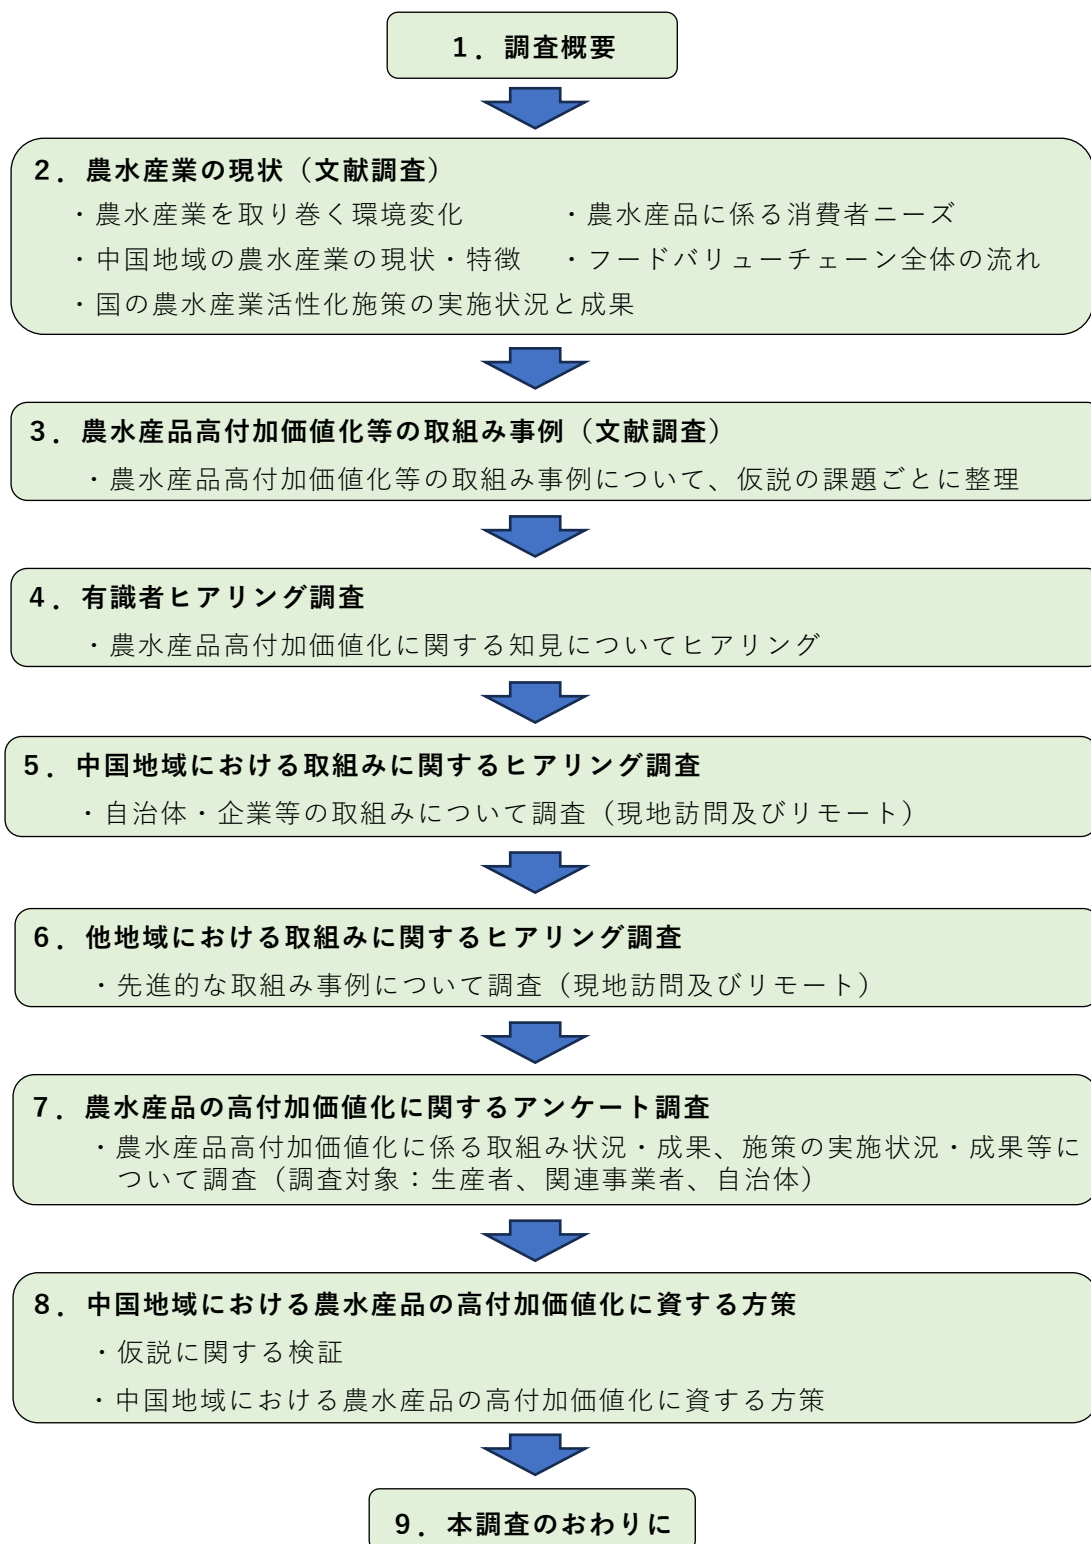 １．調査概要
２．農水産業の現状（文献調査）
・農水産業を取り巻く環境変化　・農水産品に係る消費者ニーズ
・中国地域の農水産業の現状・特徴　・フードバリューチェーン全体の流れ
・国の農水産業活性化施策の実施状況と成果
３．農水産品高付加価値化等の取組み事例（文献調査）
・農水産品高付加価値化等の取組み事例について、仮説の課題ごとに整理
４．有識者ヒアリング調査
・農水産品高付加価値化に関する知見についてヒアリング
５．中国地域における取組みに関するヒアリング調査
・自治体・企業等の取組みについて調査（現地訪問及びリモート）
６．他地域における取組みに関するヒアリング調査
・先進的な取組み事例について調査（現地訪問及びリモート）
７．農水産品の高付加価値化に関するアンケート調査
・農水産品高付加価値化に係る取組み状況・成果、施策の実施状況・成果等に
ついて調査（調査対象：生産者、関連事業者、自治体）
８．中国地域における農水産品の高付加価値化に資する方策
・仮説に関する検証
・中国地域における農水産品の高付加価値化に資する方策
９．本調査のおわりに